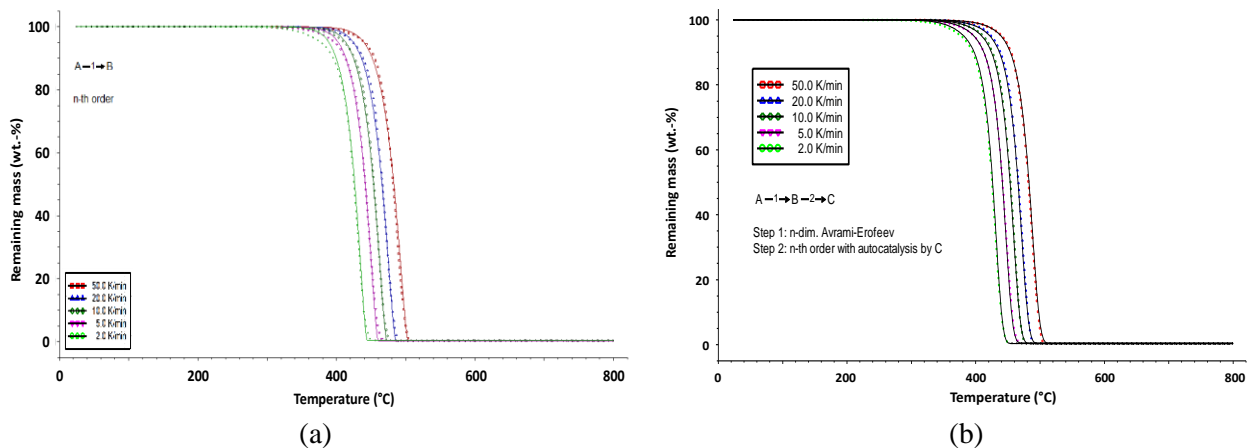 (a)
Remaining mass (wt.-%)
100
80
60
40
20
0
A 1 B
n-th order
50.0 K/min
20.0 K/min
10.0 K/min
5.0 K/min
2.0 K/min
0
200
400
600
800
Temperature (°C)
(a)
(b)
Remaining mass (wt.-%)
100
80
60
40
20
0
50.0 K/min
20.0 K/min
10.0 K/min
5.0 K/min
2.0 K/min
A 1 B 2 C
Step 1: n-dim. Avrami-Erofeev
Step 2: n-th order with autocatalysis by C
0
200
400
600
800
Temperature (°C)
(b)